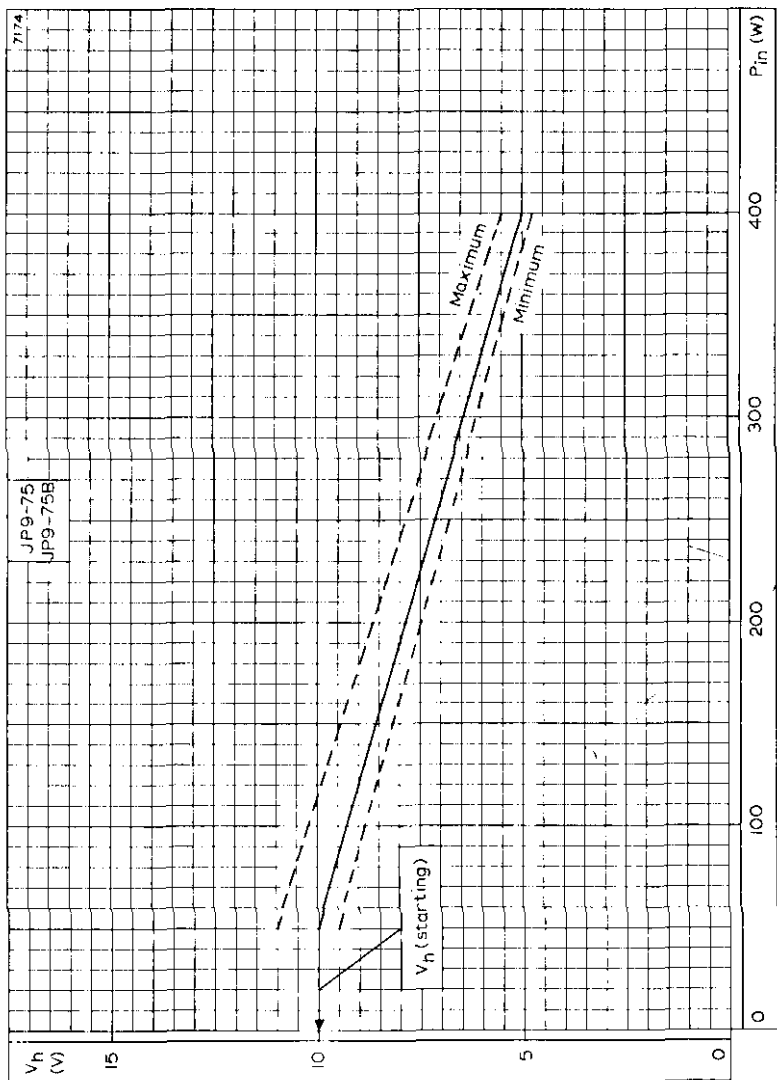 7174
JP9-75
JP9-75B
Vh
(V)
15
10
5
0
Maximum
Minimum
Vh (starting)
0
100
200
300
400
Pin (W)